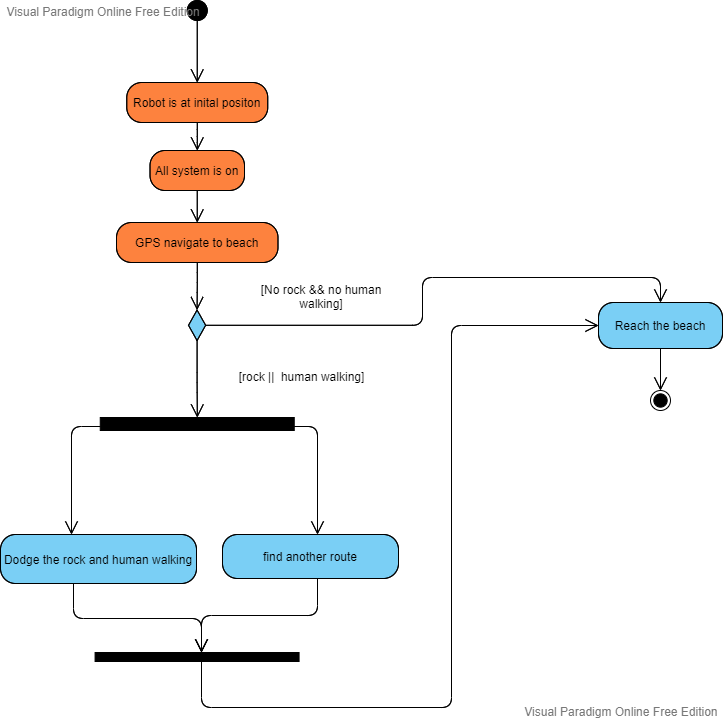 Visual Paradigm Online Free Edition
Robot is at inital positon
All system is on
GPS navigate to beach
[No rock && no human
walking]
Reach the beach
[rock || human walking]
Dodge the rock and human walking
find another route
Visual Paradigm Online Free Edition